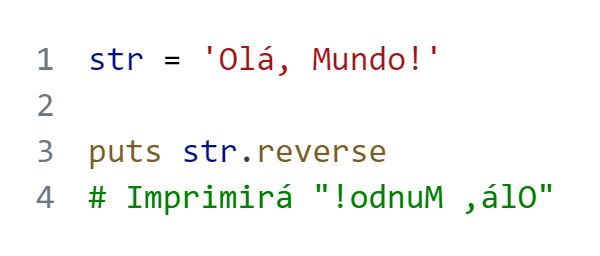 1 str = 'Olá, Mundo!'
2
3 puts str.reverse
4 # Imprimirá "!odnuM ,álO"